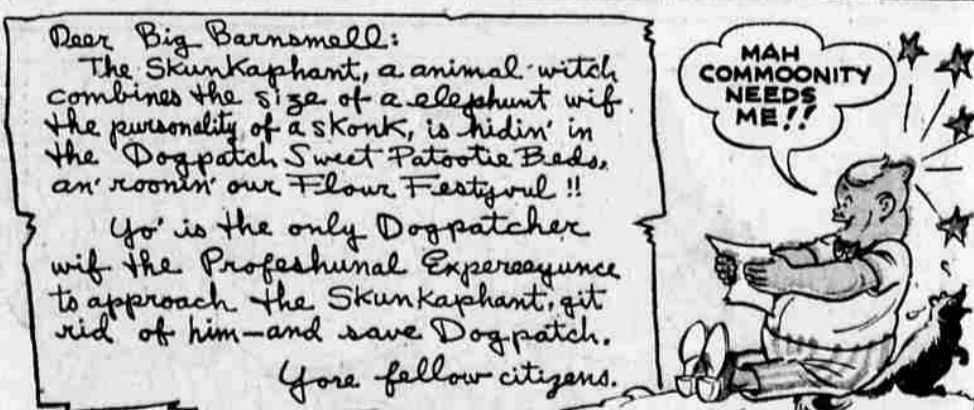 Deer Big Barnsmell:
The Skunkaphant, a animal witch
combines the size of a elephunt wif
the pursonality of a skonk, is hidin' in
the Dogpatch Sweet Patootie Beds,
an' roonin' our Flour Festyvul!!
Yo' is the only Dogpatcher
wif the Profeshunal Expereeyunce
to approach the Skunkaphant, git
rid of him—and save Dogpatch.
Yore fellow citizens.
MAH
COMMOONITY
NEEDS
ME!!